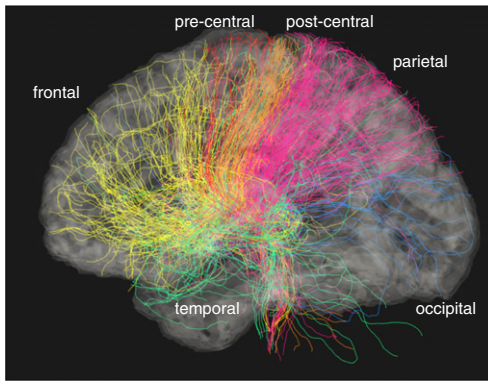 pre-central
post-central
parietal
frontal
temporal
occipital